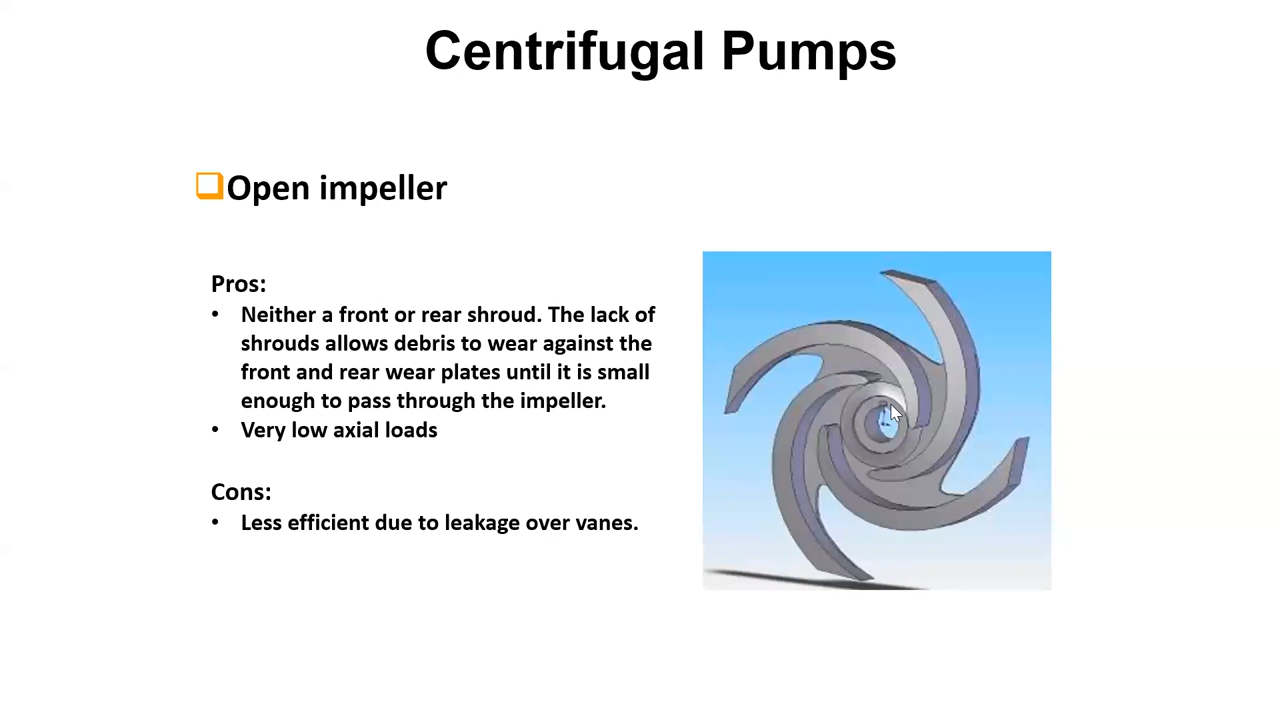 Centrifugal Pumps
Open impeller
Pros:
• Neither a front or rear shroud. The lack of
shrouds allows debris to wear against the
front and rear wear plates until it is small
enough to pass through the impeller.
• Very low axial loads
Cons:
• Less efficient due to leakage over vanes.